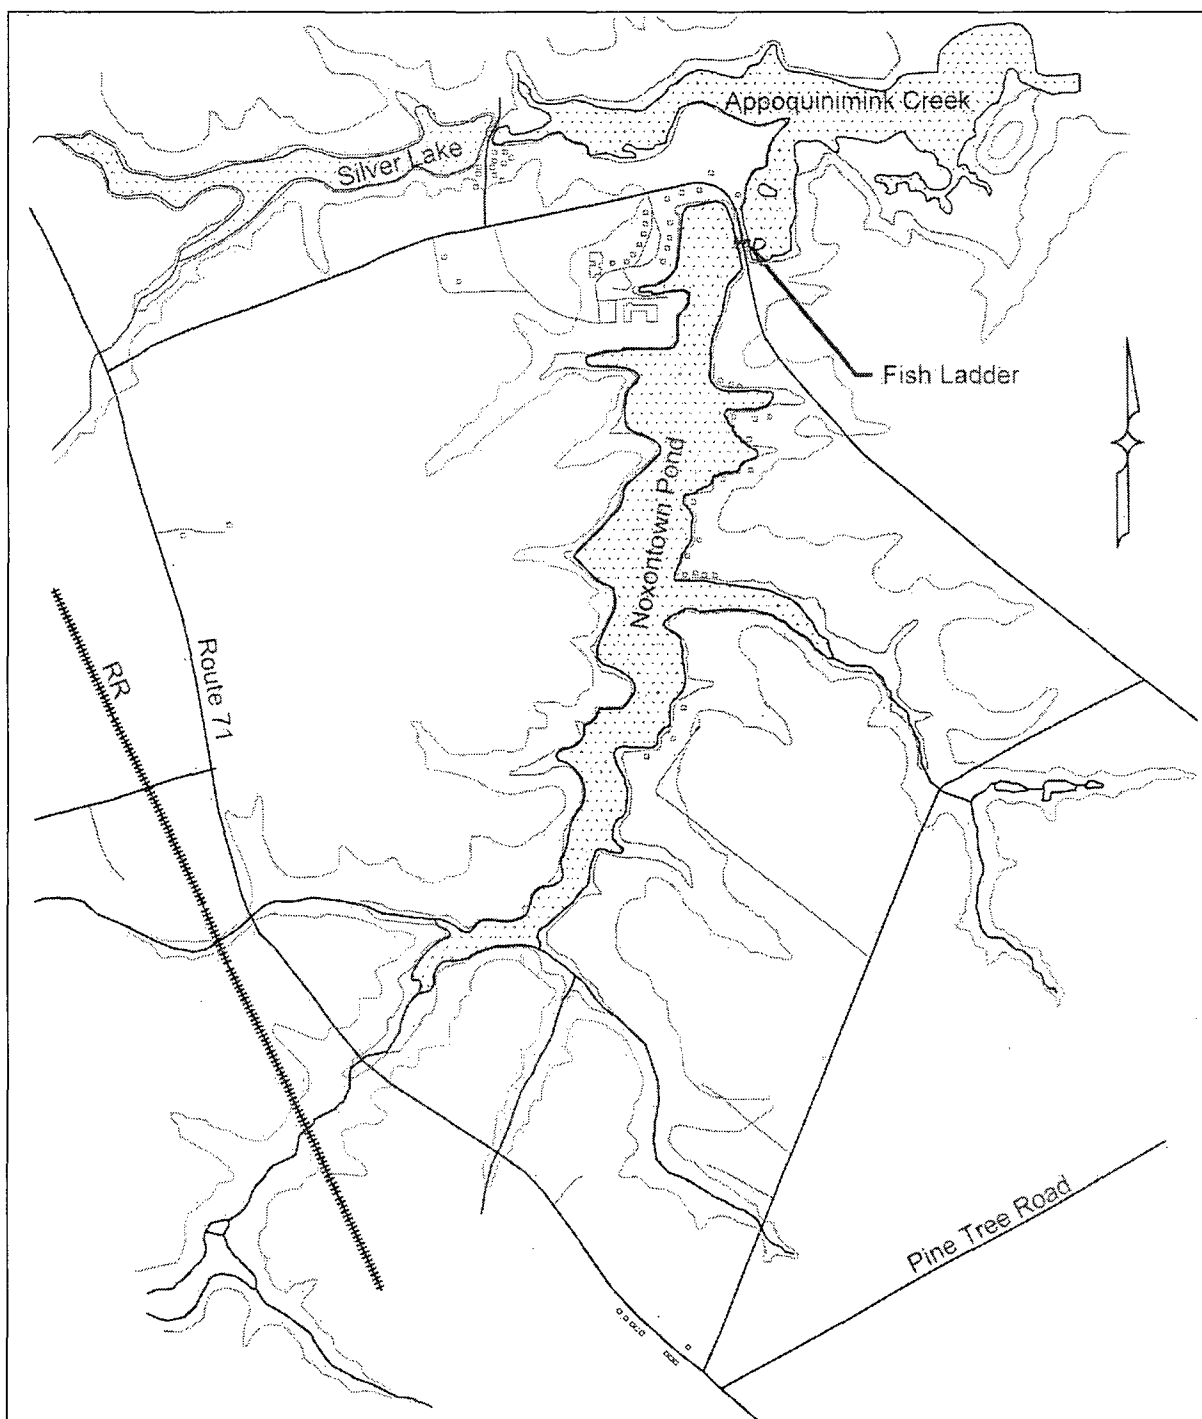 Appoquinimink Creek
Silver Lake
Fish Ladder
Noxontown Pond
Route 71
RR
Pine Tree Road